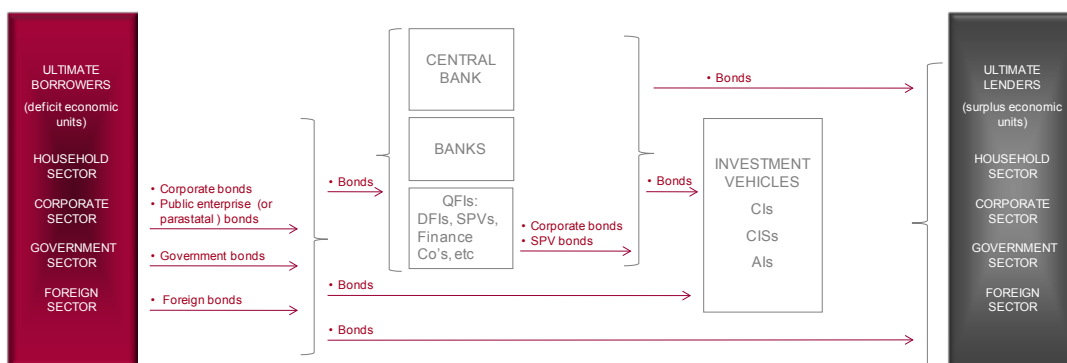 ULTIMATE
BORROWERS
(deficit economic
units)
HOUSEHOLD
SECTOR
CORPORATE
SECTOR
GOVERNMENT
SECTOR
FOREIGN
SECTOR
• Corporate bonds
• Public enterprise (or
parastatal ) bonds
• Government bonds
• Foreign bonds
• Bonds
• Bonds
• Bonds
CENTRAL
BANK
BANKS
QFIs:
DFIs, SPVs,
Finance
Co's, etc
• Corporate bonds
• SPV bonds
• Bonds
• Bonds
INVESTMENT
VEHICLES
CIs
CISs
AIs
ULTIMATE
LENDERS
(surplus economic
units)
HOUSEHOLD
SECTOR
CORPORATE
SECTOR
GOVERNMENT
SECTOR
FOREIGN
SECTOR